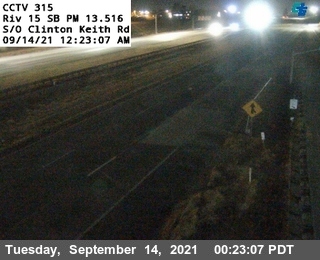 CCTV 315
Riv 15 SB PM 13.516
S/O Clinton Keith Rd
09/14/21 12:23:07 AM
Tuesday, September 14, 2021 00:23:07 PDT